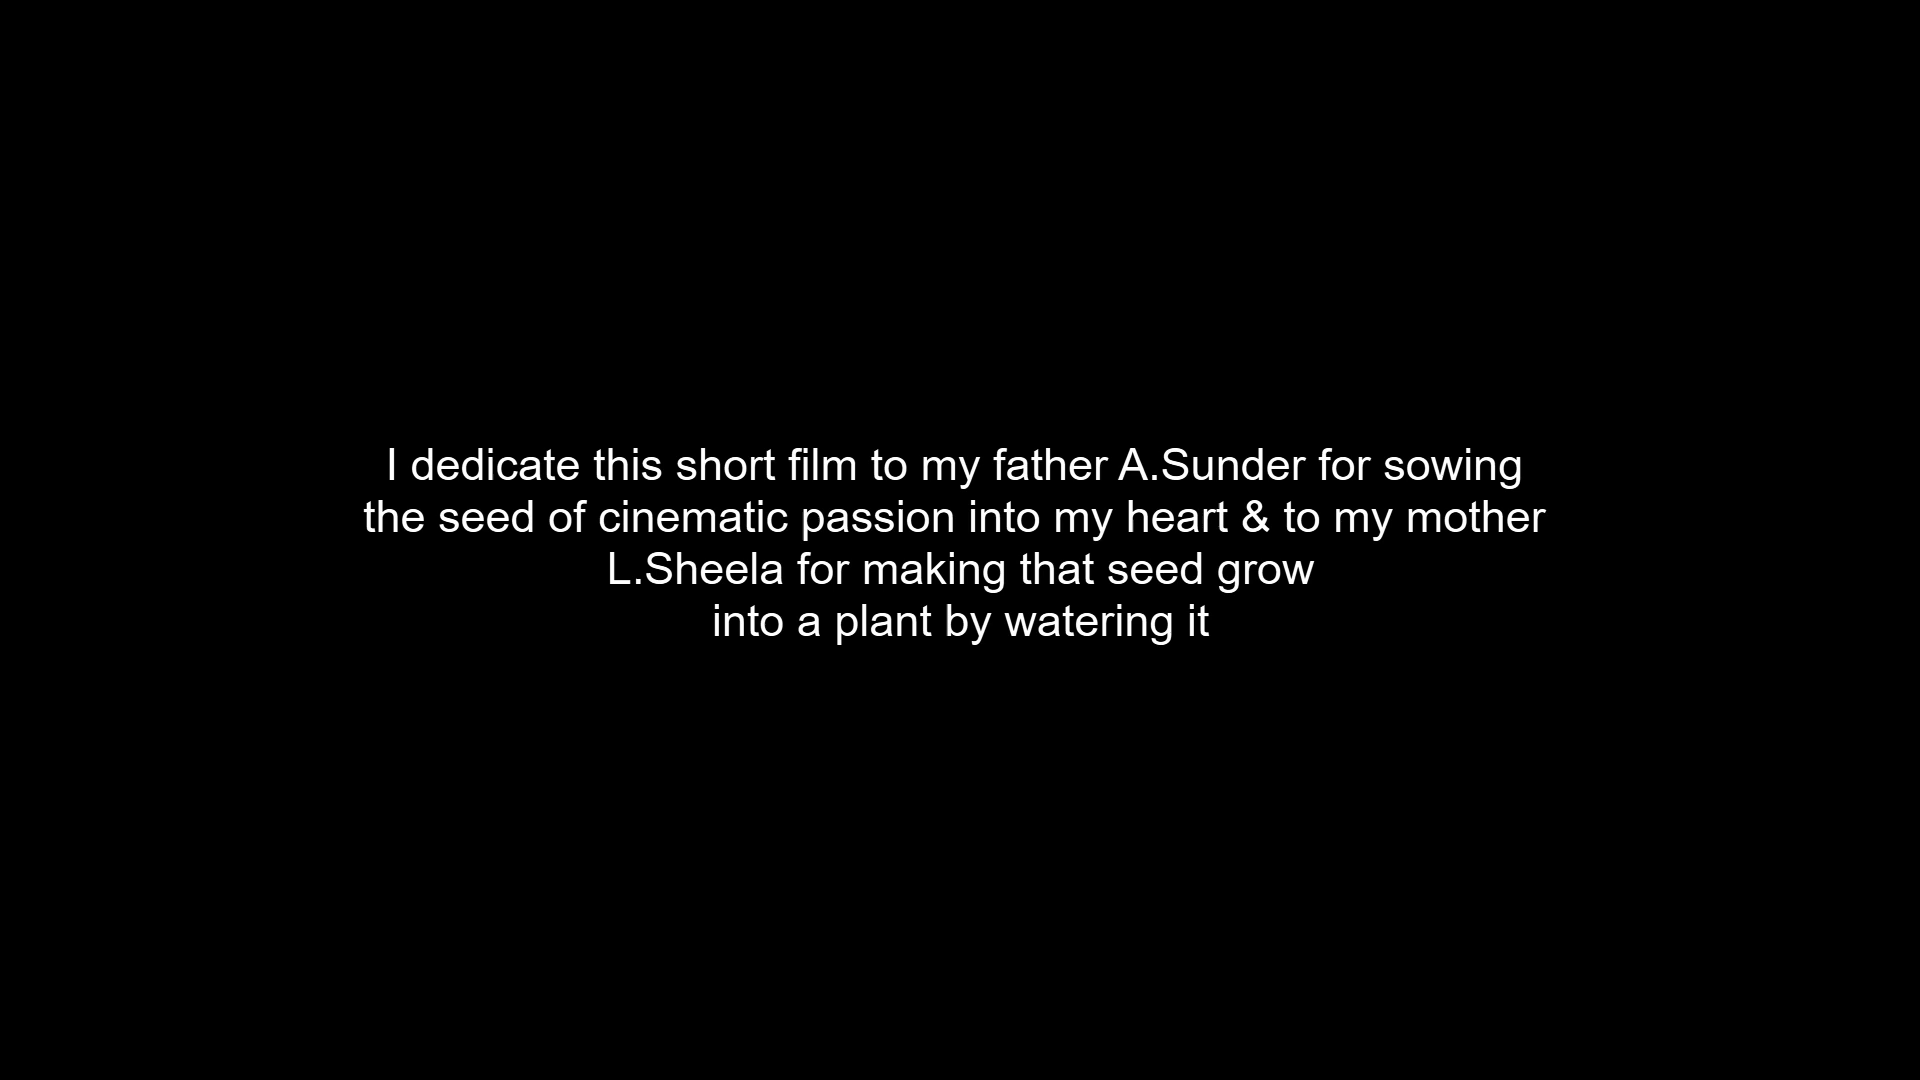 I dedicate this short film to my father A.Sunder for sowing
the seed of cinematic passion into my heart & to my mother
L.Sheela for making that seed grow
into a plant by watering it